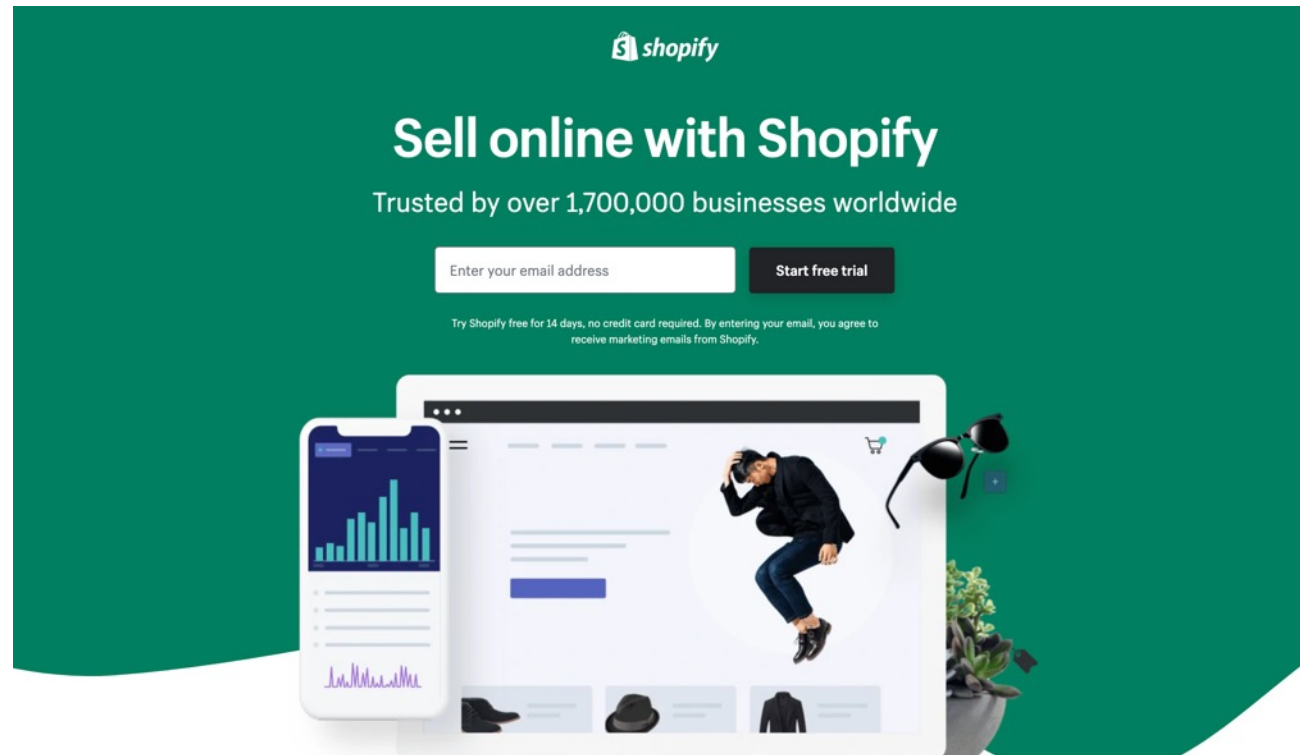 shopify
Sell online with Shopify
Trusted by over 1,700,000 businesses worldwide
Enter your email address
Start free trial
Try Shopify free for 14 days, no credit card required. By entering your email, you agree to
receive marketing emails from Shopify.